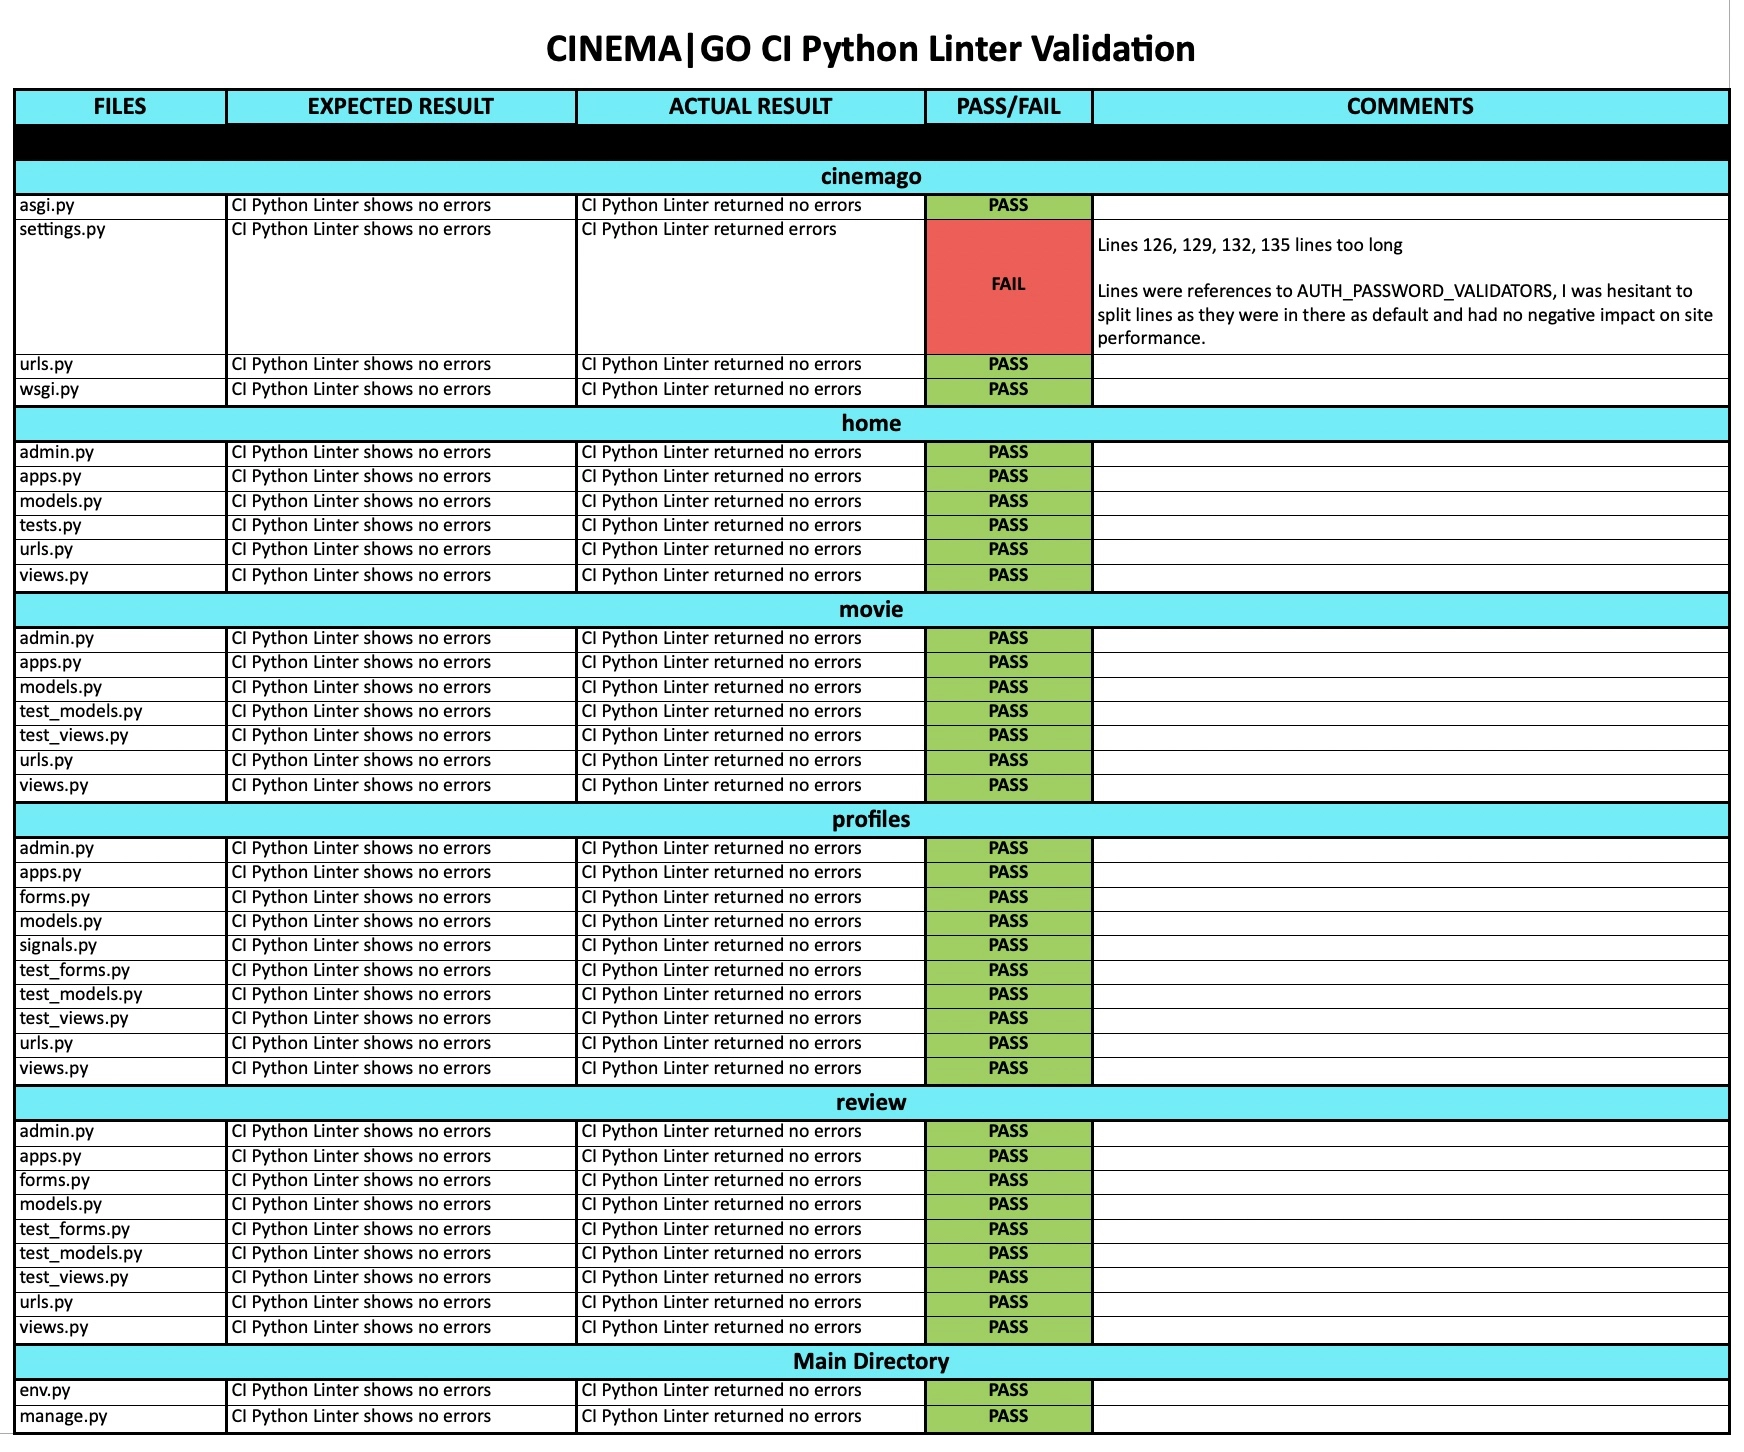 CINEMA|GO CI Python Linter Validation
FILES EXPECTED RESULT ACTUAL RESULT PASS/FAIL COMMENTS
cinemago
asgi.py CI Python Linter shows no errors CI Python Linter returned no errors PASS
settings.py CI Python Linter shows no errors CI Python Linter returned errors FAIL
Lines 126, 129, 132, 135 lines too long
Lines were references to AUTH_PASSWORD_VALIDATORS, I was hesitant to
split lines as they were in there as default and had no negative impact on site
performance.
urls.py CI Python Linter shows no errors CI Python Linter returned no errors PASS
wsgi.py CI Python Linter shows no errors CI Python Linter returned no errors PASS
home
admin.py CI Python Linter shows no errors CI Python Linter returned no errors PASS
apps.py CI Python Linter shows no errors CI Python Linter returned no errors PASS
models.py CI Python Linter shows no errors CI Python Linter returned no errors PASS
tests.py CI Python Linter shows no errors CI Python Linter returned no errors PASS
urls.py CI Python Linter shows no errors CI Python Linter returned no errors PASS
views.py CI Python Linter shows no errors CI Python Linter returned no errors PASS
movie
admin.py CI Python Linter shows no errors CI Python Linter returned no errors PASS
apps.py CI Python Linter shows no errors CI Python Linter returned no errors PASS
models.py CI Python Linter shows no errors CI Python Linter returned no errors PASS
test_models.py CI Python Linter shows no errors CI Python Linter returned no errors PASS
test_views.py CI Python Linter shows no errors CI Python Linter returned no errors PASS
urls.py CI Python Linter shows no errors CI Python Linter returned no errors PASS
views.py CI Python Linter shows no errors CI Python Linter returned no errors PASS
profiles
admin.py CI Python Linter shows no errors CI Python Linter returned no errors PASS
apps.py CI Python Linter shows no errors CI Python Linter returned no errors PASS
forms.py CI Python Linter shows no errors CI Python Linter returned no errors PASS
models.py CI Python Linter shows no errors CI Python Linter returned no errors PASS
signals.py CI Python Linter shows no errors CI Python Linter returned no errors PASS
test_forms.py CI Python Linter shows no errors CI Python Linter returned no errors PASS
test_models.py CI Python Linter shows no errors CI Python Linter returned no errors PASS
test_views.py CI Python Linter shows no errors CI Python Linter returned no errors PASS
urls.py CI Python Linter shows no errors CI Python Linter returned no errors PASS
views.py CI Python Linter shows no errors CI Python Linter returned no errors PASS
review
admin.py CI Python Linter shows no errors CI Python Linter returned no errors PASS
apps.py CI Python Linter shows no errors CI Python Linter returned no errors PASS
forms.py CI Python Linter shows no errors CI Python Linter returned no errors PASS
models.py CI Python Linter shows no errors CI Python Linter returned no errors PASS
test_forms.py CI Python Linter shows no errors CI Python Linter returned no errors PASS
test_models.py CI Python Linter shows no errors CI Python Linter returned no errors PASS
test_views.py CI Python Linter shows no errors CI Python Linter returned no errors PASS
urls.py CI Python Linter shows no errors CI Python Linter returned no errors PASS
views.py CI Python Linter shows no errors CI Python Linter returned no errors PASS
Main Directory
env.py CI Python Linter shows no errors CI Python Linter returned no errors PASS
manage.py CI Python Linter shows no errors CI Python Linter returned no errors PASS